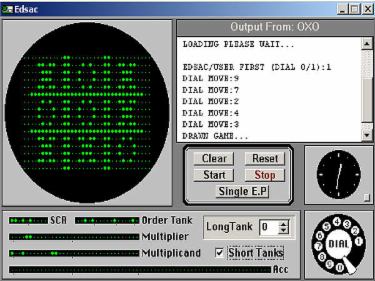 Edsac
Output From: OXO
LOADING PLEASE WAIT...
EDSAC/USER FIRST (DIAL 0/1):1
DIAL MOVE:9
DIAL MOVE:7
DIAL MOVE:2
DIAL MOVE:4
DIAL MOVE:3
DRAWN GAME...
Clear Reset
Start Stop
Single E.P
SCR Order Tank
Multiplier
Multiplicand
LongTank 0
Short Tanks
Acc
DIAL